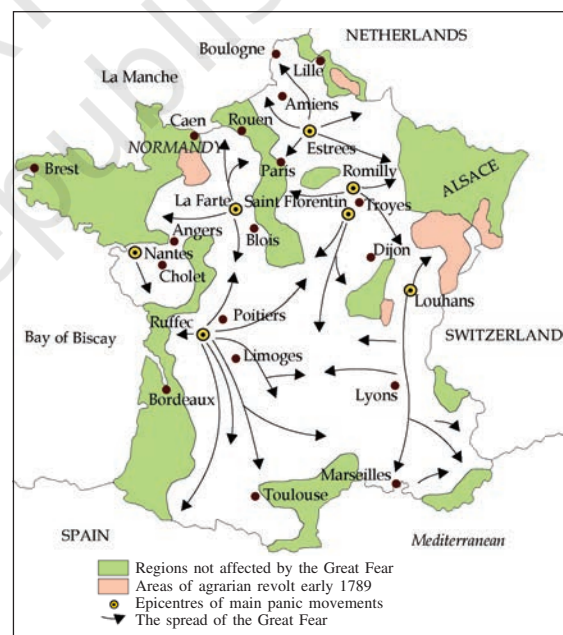 NETHERLANDS
Boulogne
Lille
La Manche
Amiens
Caen
Rouen
Estrees
NORMANDY
Romilly
Paris
ALSACE
Brest
La Farte
Saint Florentin
Troyes
Angers
Blois
Nantes
Dijon
Cholet
Louhans
Ruffec
Poitiers
SWITZERLAND
Bay of Biscay
Limoges
Bordeaux
Lyons
Marseilles
Toulouse
SPAIN
Mediterranean
Regions not affected by the Great Fear
Areas of agrarian revolt early 1789
Epicentres of main panic movements
The spread of the Great Fear